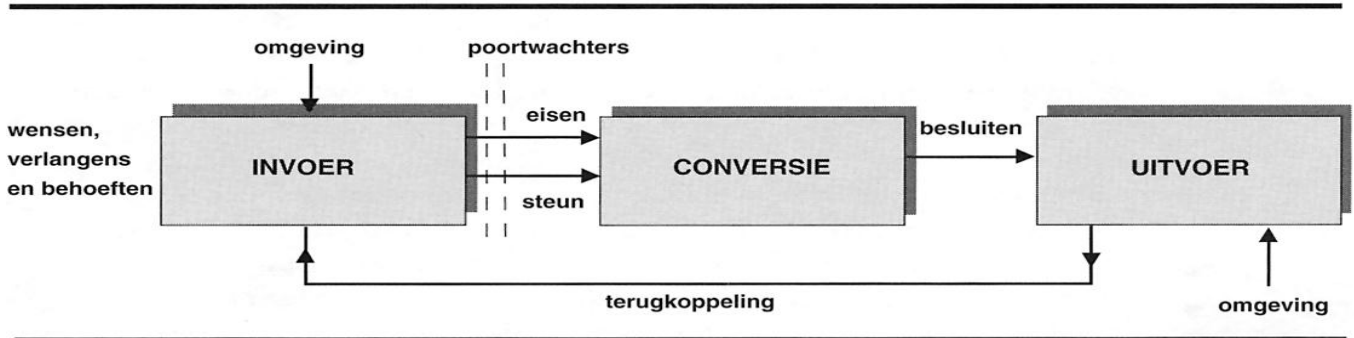 omgeving
poortwachters
wensen,
verlangens
en behoeften
INVOER
eisen
steun
CONVERSIE
besluiten
UITVOER
terugkoppeling
omgeving